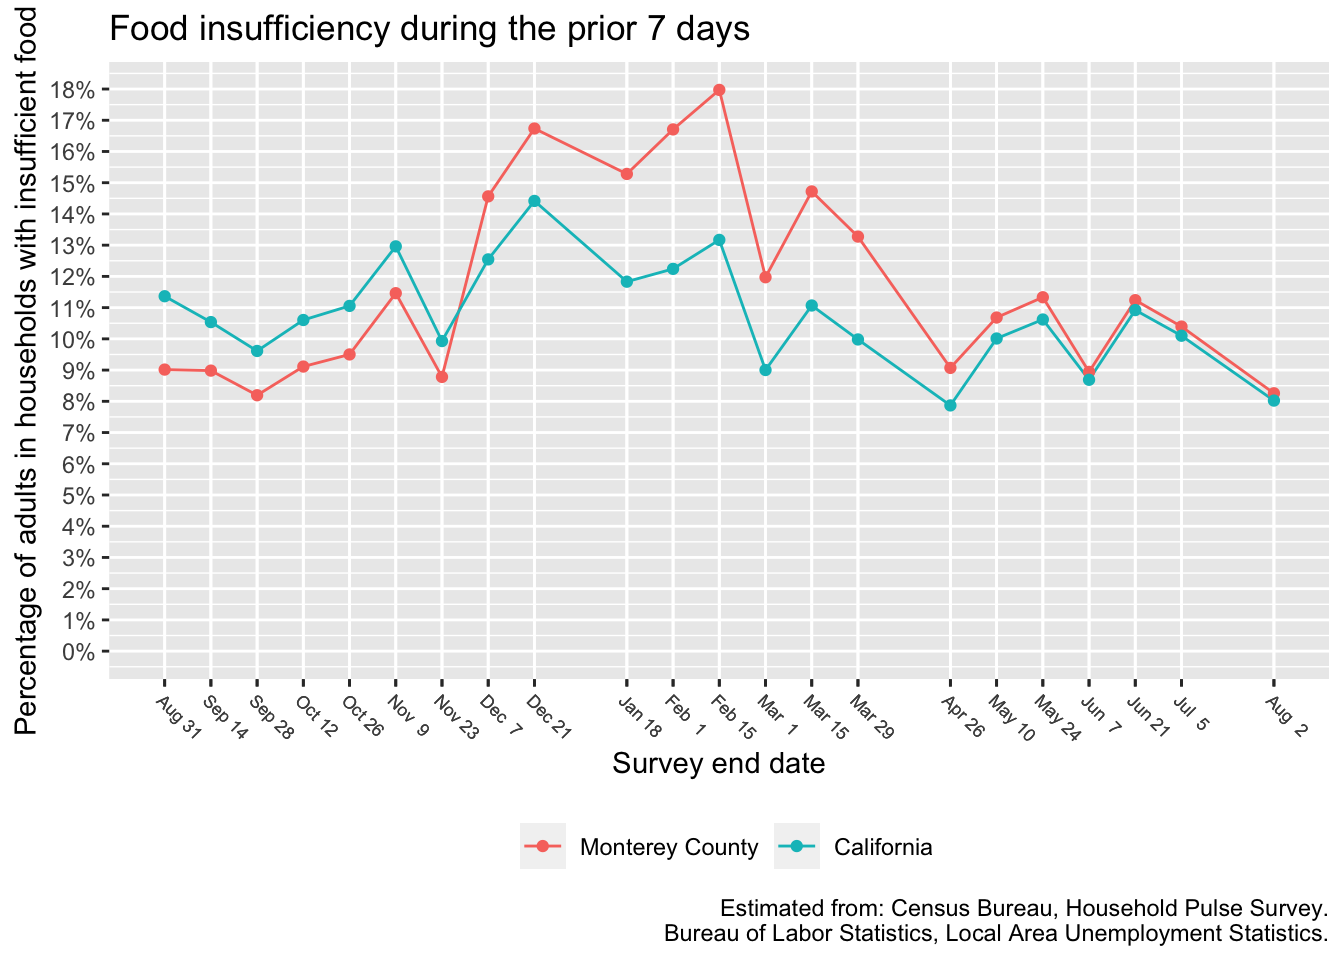 Food insufficiency during the prior 7 days
Percentage of adults in households with insufficient food
18%
17%
16%
15%
14%
13%
12%
11%
10%
9%
8%
7%
6%
5%
4%
3%
2%
1%
0%
Aug 31
Sep 14
Sep 28
Oct 12
Oct 26
Nov 9
Nov 23
Dec 7
Dec 21
Jan 18
Feb 1
Feb 15
Mar 1
Mar 15
Mar 29
Apr 26
May 10
May 24
Jun 7
Jun 21
Jul 5
Aug 2
Survey end date
Monterey County
California
Estimated from: Census Bureau, Household Pulse Survey.
Bureau of Labor Statistics, Local Area Unemployment Statistics.